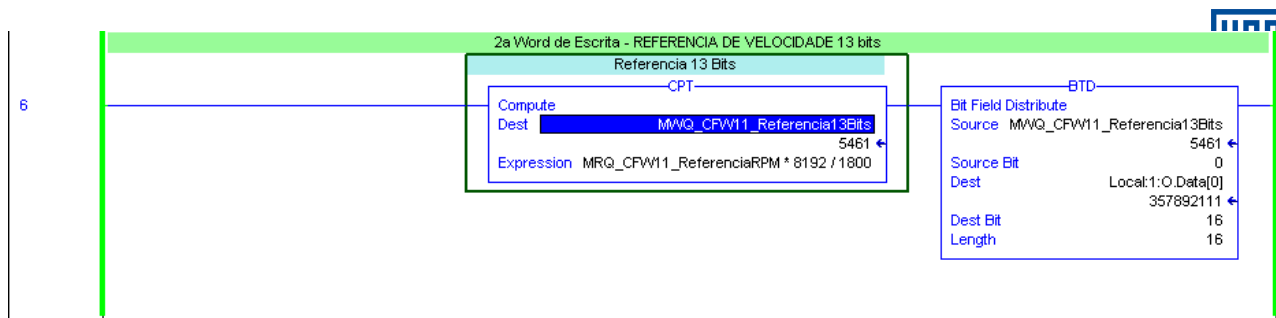 2a Word de Escrita - REFERENCIA DE VELOCIDADE 13 bits
Referencia 13 Bits
6
CPT
Compute
Dest MWQ_CFW11_Referencia13Bits
5461
Expression MRQ_CFW11_ReferenciaRPM * 8192 / 1800
BTD
Bit Field Distribute
Source MWQ_CFW11_Referencia13Bits
5461
Source Bit 0
Dest Local:1:O.Data[0]
357892111
Dest Bit 16
Length 16